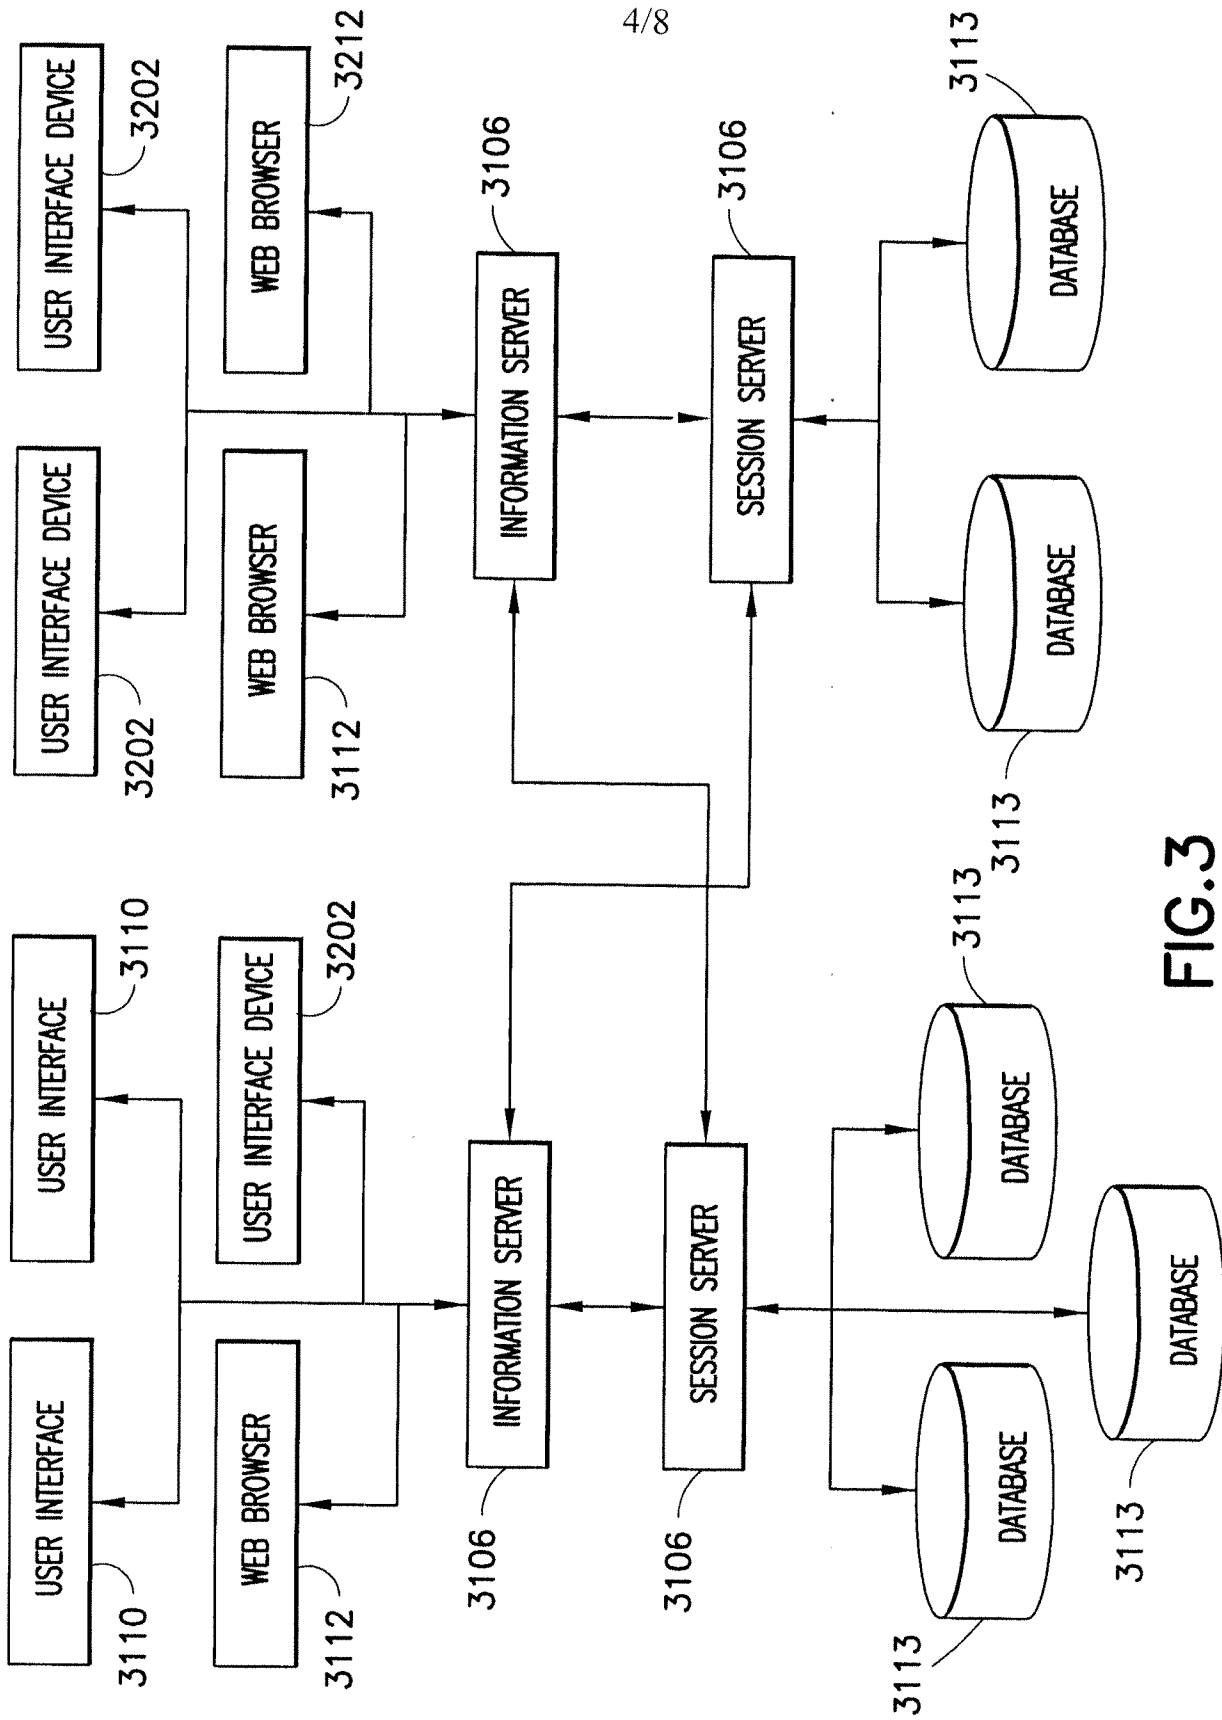 4/8
USER INTERFACE
3110
USER INTERFACE
3110
USER INTERFACE DEVICE
3202
USER INTERFACE DEVICE
3202
WEB BROWSER
3112
USER INTERFACE DEVICE
3202
WEB BROWSER
3112
WEB BROWSER
3212
INFORMATION SERVER
3106
INFORMATION SERVER
3106
SESSION SERVER
3106
SESSION SERVER
3106
DATABASE
3113
DATABASE
3113
DATABASE
3113
DATABASE
3113
DATABASE
3113
FIG.3